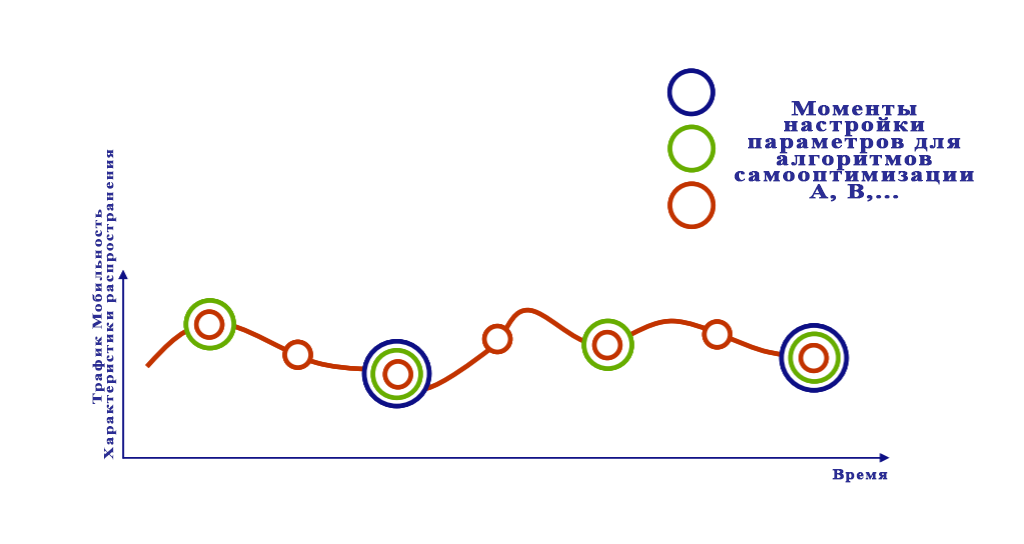 Моменты
настройки
параметров для
алгоритмов
самооптимизации
А, В,...
Трафик Мобильность
Характеристики распространения
Время